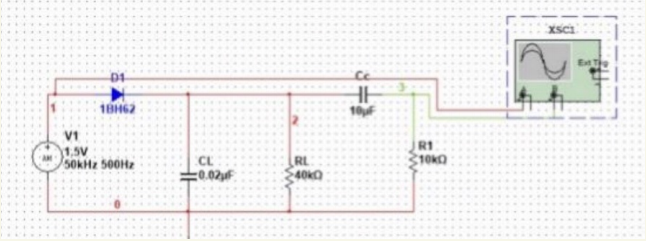 XSC1
Ext Trig
A B
D1
1BH62
Cc
10µF
3
1
2
V1
1.5V
50kHz 500Hz
AM
CL
0.02µF
RL
40kΩ
R1
10kΩ
0